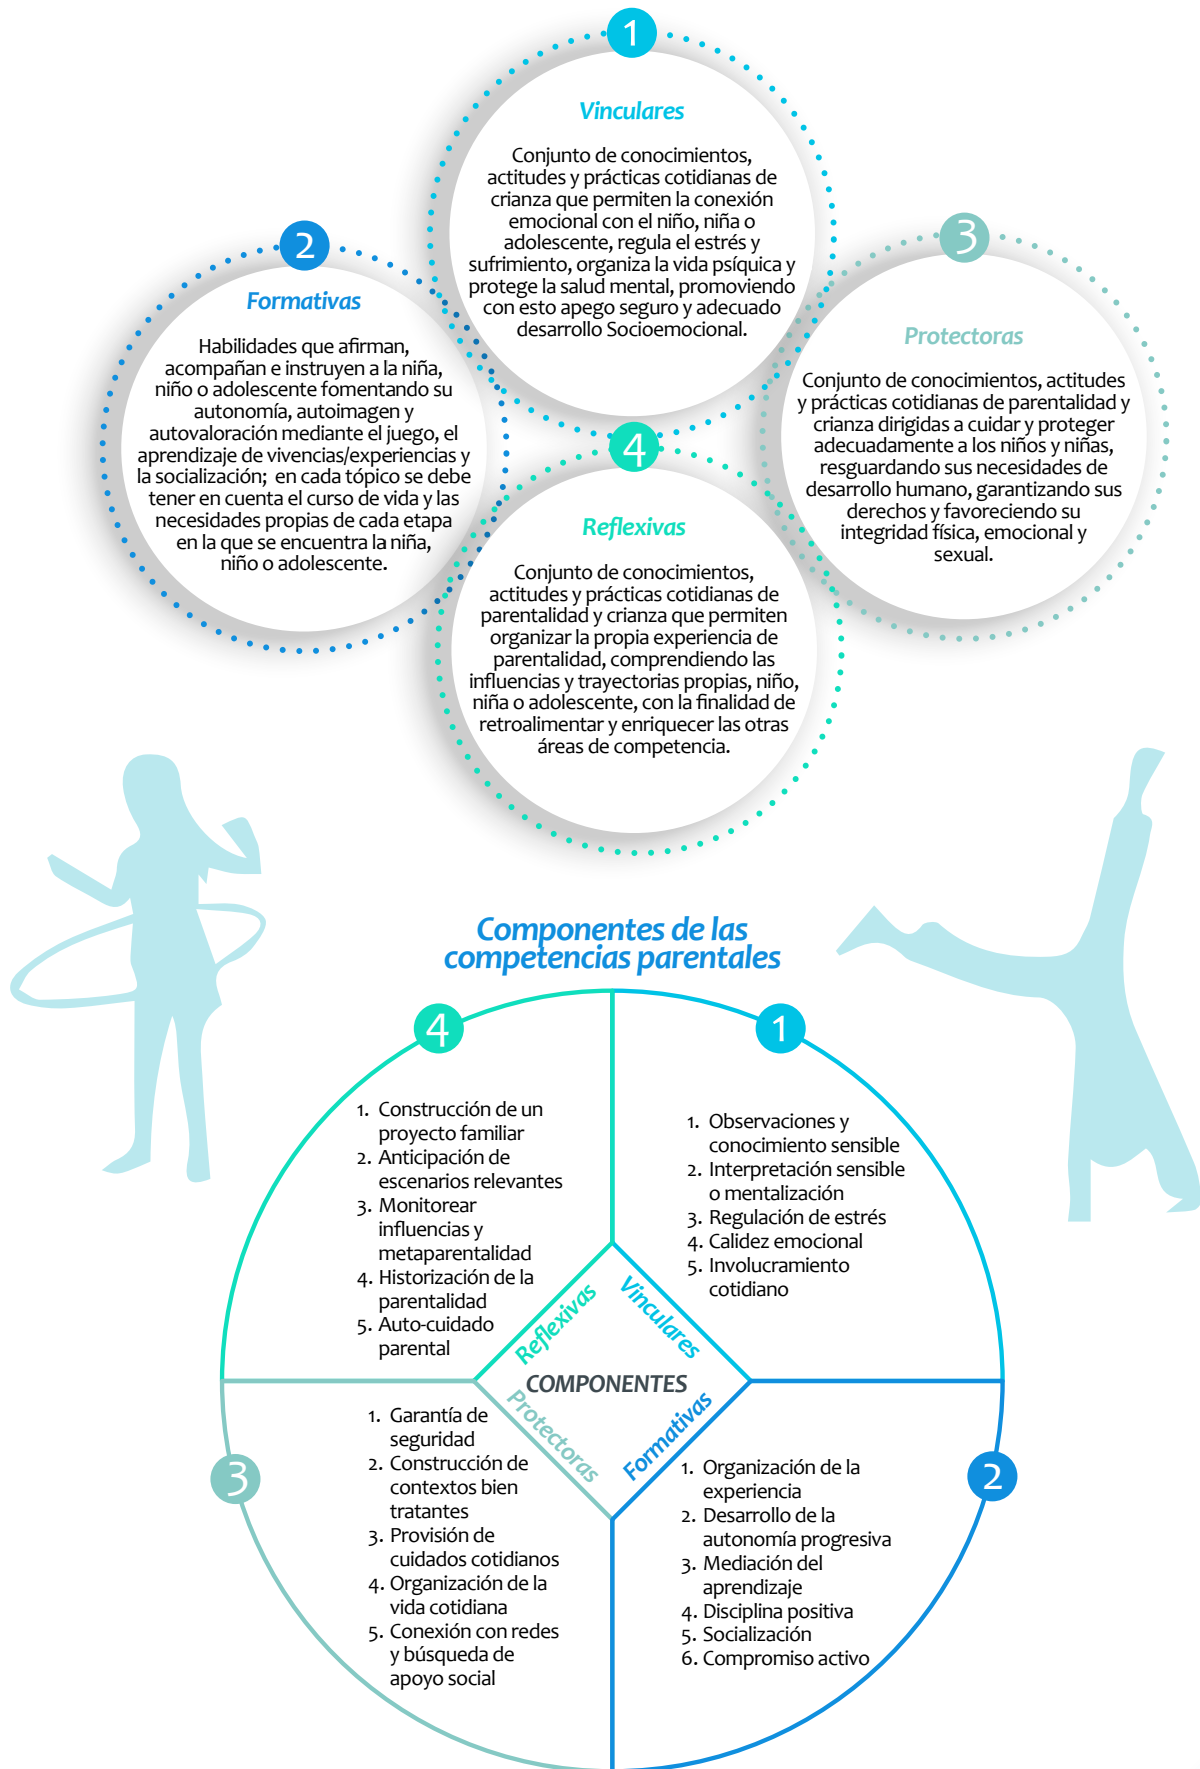 1
Vinculares
Conjunto de conocimientos,
actitudes y prácticas cotidianas de
crianza que permiten la conexión
emocional con el niño, niña o
adolescente, regula el estrés y
sufrimiento, organiza la vida psíquica y
protege la salud mental, promoviendo
con esto apego seguro y adecuado
desarrollo Socioemocional.
2
Formativas
Habilidades que afirman,
acompañan e instruyen a la niña,
niño o adolescente fomentando su
autonomía, autoimagen y
autovaloración mediante el juego, el
aprendizaje de vivencias/experiencias y
la socialización; en cada tópico se debe
tener en cuenta el curso de vida y las
necesidades propias de cada etapa
en la que se encuentra la niña,
niño o adolescente.
3
Protectoras
Conjunto de conocimientos, actitudes
y prácticas cotidianas de parentalidad y
crianza dirigidas a cuidar y proteger
adecuadamente a los niños y niñas,
resguardando sus necesidades de
desarrollo humano, garantizando sus
derechos y favoreciendo su
integridad física, emocional y
sexual.
4
Reflexivas
Conjunto de conocimientos,
actitudes y prácticas cotidianas de
parentalidad y crianza que permiten
organizar la propia experiencia de
parentalidad, comprendiendo las
influencias y trayectorias propias, niño,
niña o adolescente, con la finalidad de
retroalimentar y enriquecer las otras
áreas de competencia.
Componentes de las
competencias parentales
4
1. Construcción de un
proyecto familiar
2. Anticipación de
escenarios relevantes
3. Monitorear
influencias y
metaparentalidad
4. Historización de la
parentalidad
5. Auto-cuidado
parental
1
1. Observaciones y
conocimiento sensible
2. Interpretación sensible
o mentalización
3. Regulación de estrés
4. Calidez emocional
5. Involucramiento
cotidiano
Reflexivas
Vinculares
COMPONENTES
Protectoras
Formativas
3
1. Garantía de
seguridad
2. Construcción de
contextos bien
tratantes
3. Provisión de
cuidados cotidianos
4. Organización de la
vida cotidiana
5. Conexión con redes
y búsqueda de
apoyo social
2
1. Organización de la
experiencia
2. Desarrollo de la
autonomía progresiva
3. Mediación del
aprendizaje
4. Disciplina positiva
5. Socialización
6. Compromiso activo